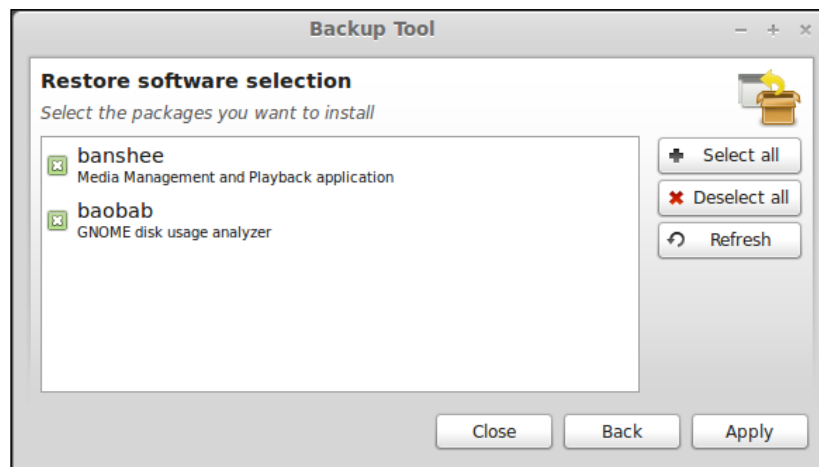 Backup Tool
Restore software selection
Select the packages you want to install
banshee
Media Management and Playback application
baobab
GNOME disk usage analyzer
Select all
Deselect all
Refresh
Close
Back
Apply